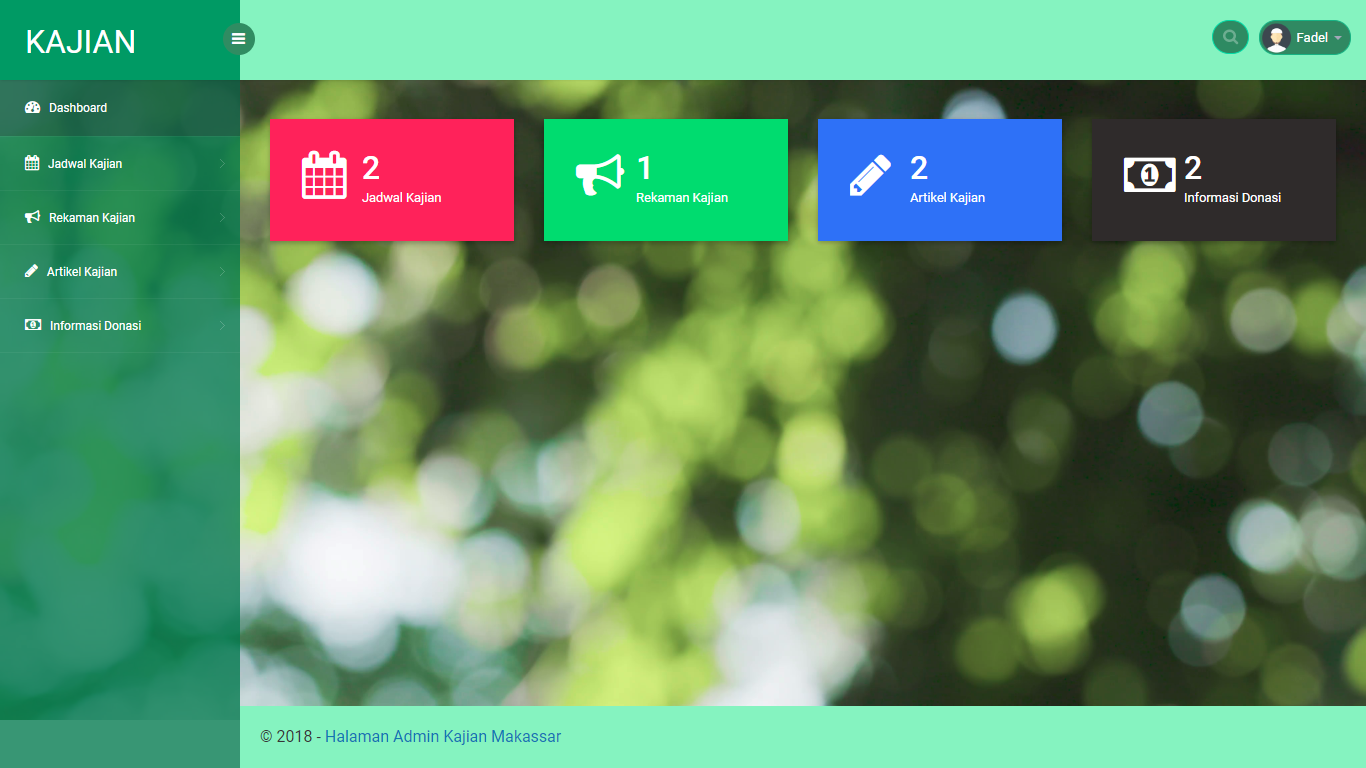 KAJIAN
Fadel
Dashboard
Jadwal Kajian
Rekaman Kajian
Artikel Kajian
Informasi Donasi
2
Jadwal Kajian
1
Rekaman Kajian
2
Artikel Kajian
1
2
Informasi Donasi
© 2018 - Halaman Admin Kajian Makassar